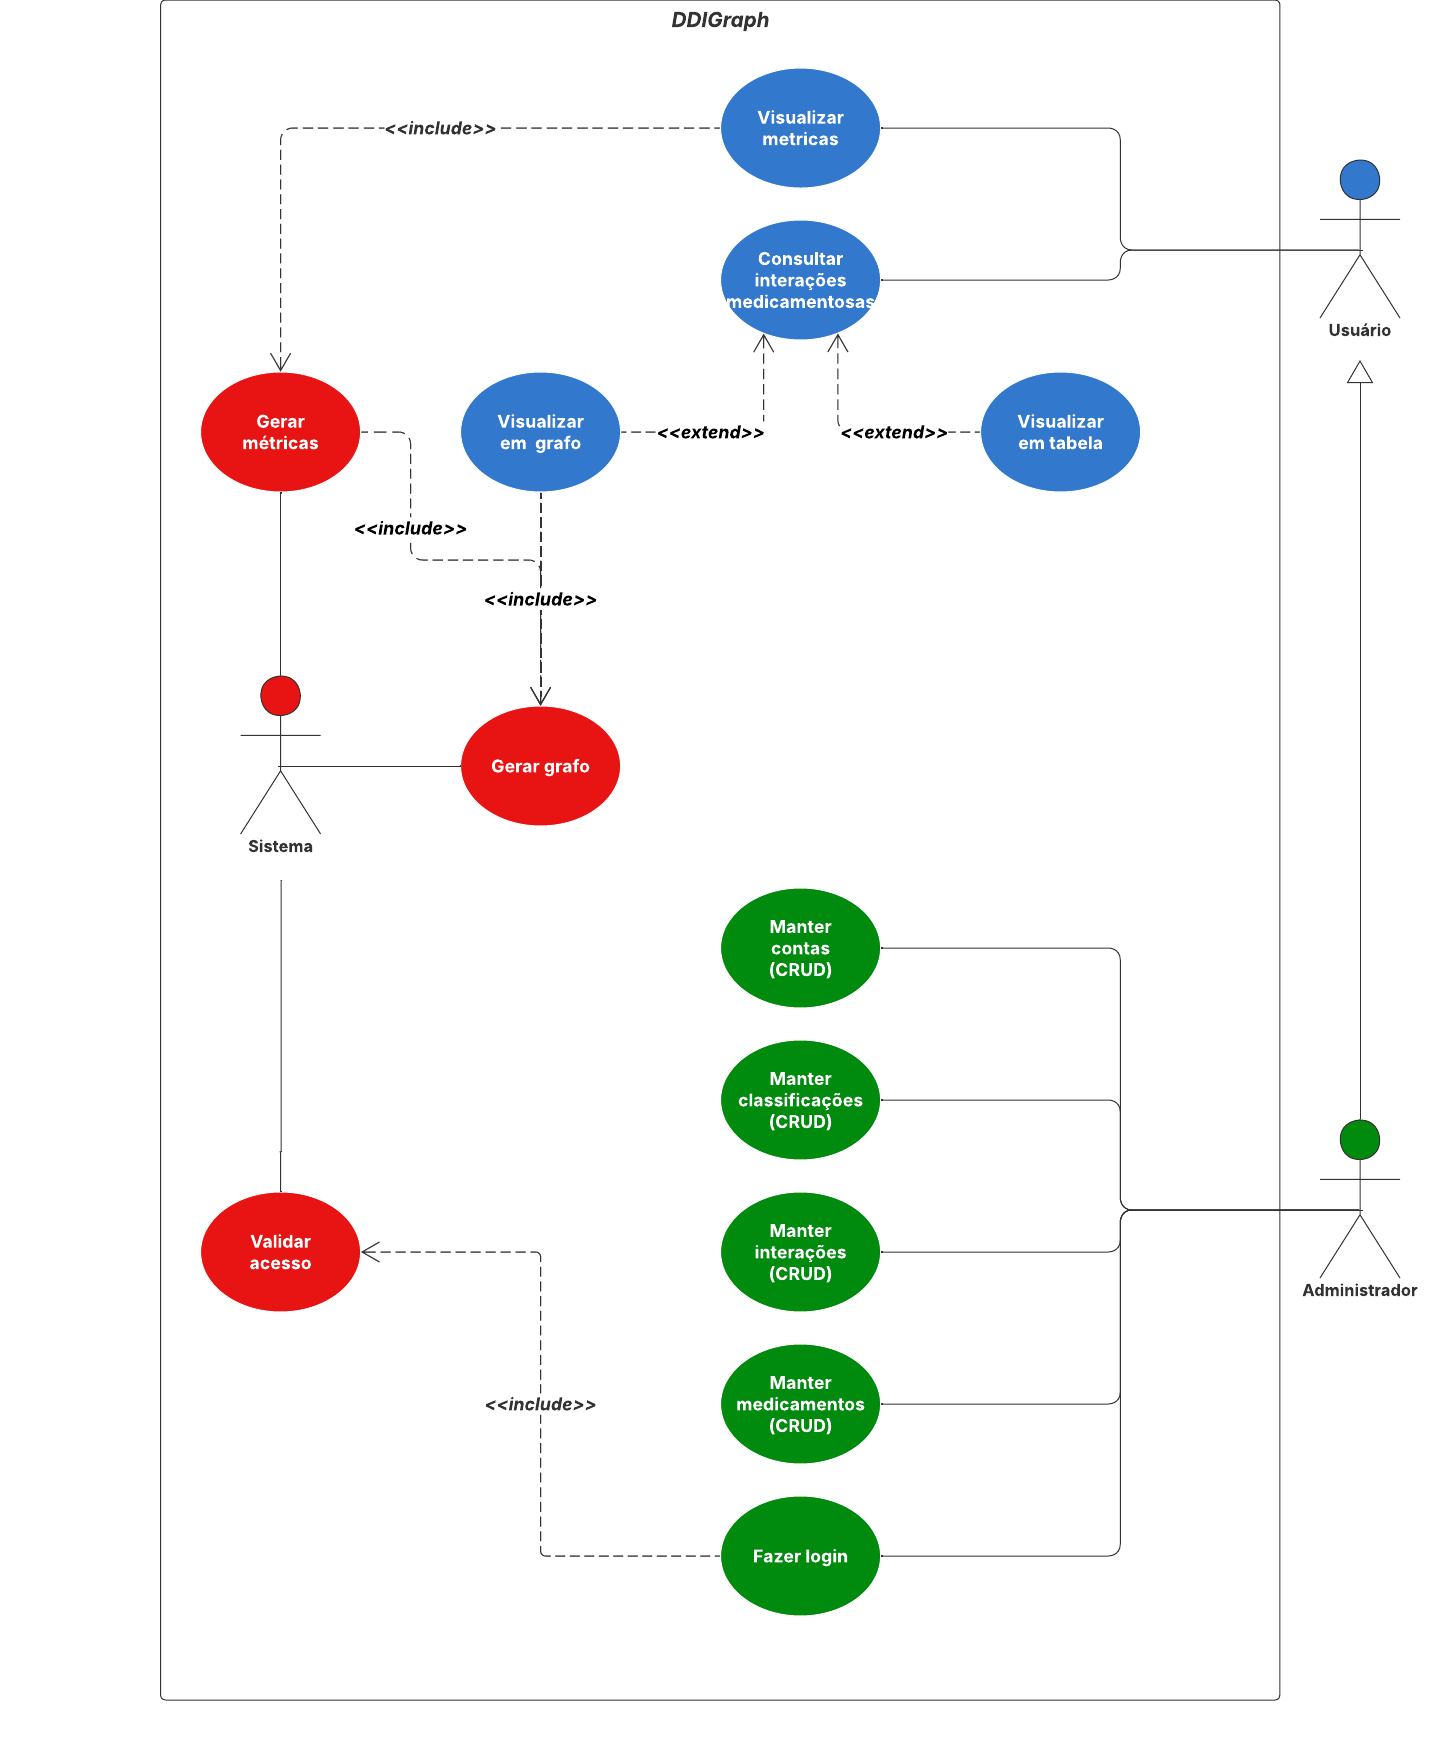 DDIGraph
<<include>>
Visualizar
metricas
Consultar
interações
medicamentosas
Usuário
Gerar
métricas
Visualizar
em grafo
<<extend>>
<<extend>>
Visualizar
em tabela
<<include>>
<<include>>
Gerar grafo
Sistema
Manter
contas
(CRUD)
Manter
classificações
(CRUD)
Validar
acesso
Manter
interações
(CRUD)
Administrador
Manter
medicamentos
(CRUD)
<<include>>
Fazer login